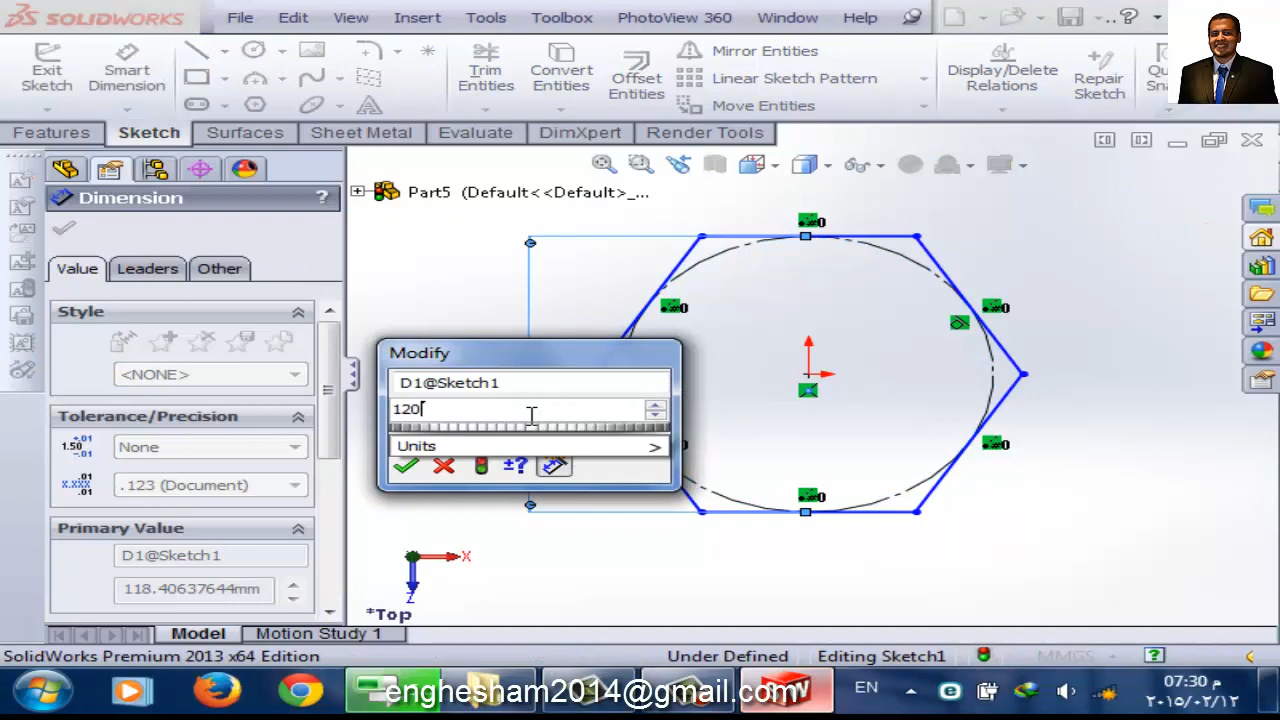 SOLIDWORKS File Edit View Insert Tools Toolbox PhotoView 360 Window Help
Exit Sketch
Smart Dimension
Trim Entities
Convert Entities
Offset Entities
Mirror Entities
Linear Sketch Pattern
Move Entities
Display/Delete Relations
Repair Sketch
Features Sketch Surfaces Sheet Metal Evaluate DimXpert Render Tools
Dimension ?
Part5 (Default<<Default>_...
Value Leaders Other
Style
<NONE>
Tolerance/Precision
None
.123 (Document)
Primary Value
D1@Sketch1
118.40637644mm
Modify
D1@Sketch1
120
Units >
X
Z
*Top
Model Motion Study 1
SolidWorks Premium 2013 x64 Edition Under Defined Editing Sketch1 MMGS
enghesham2014@gmail.com
EN
07:30 م
٢٠١٥/٠٢/١٢